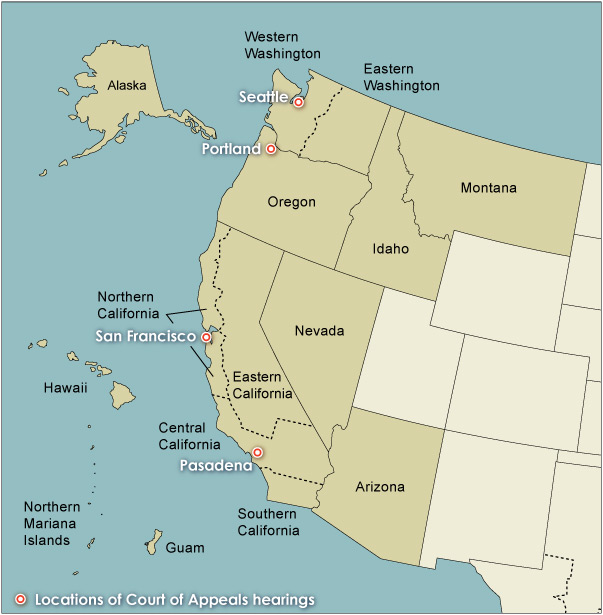 Western
Washington
Eastern
Washington
Alaska
Seattle
Portland
Montana
Oregon
Idaho
Northern
California
San Francisco
Nevada
Hawaii
Eastern
California
Central
California
Pasadena
Arizona
Northern
Mariana
Islands
Southern
California
Guam
Locations of Court of Appeals hearings